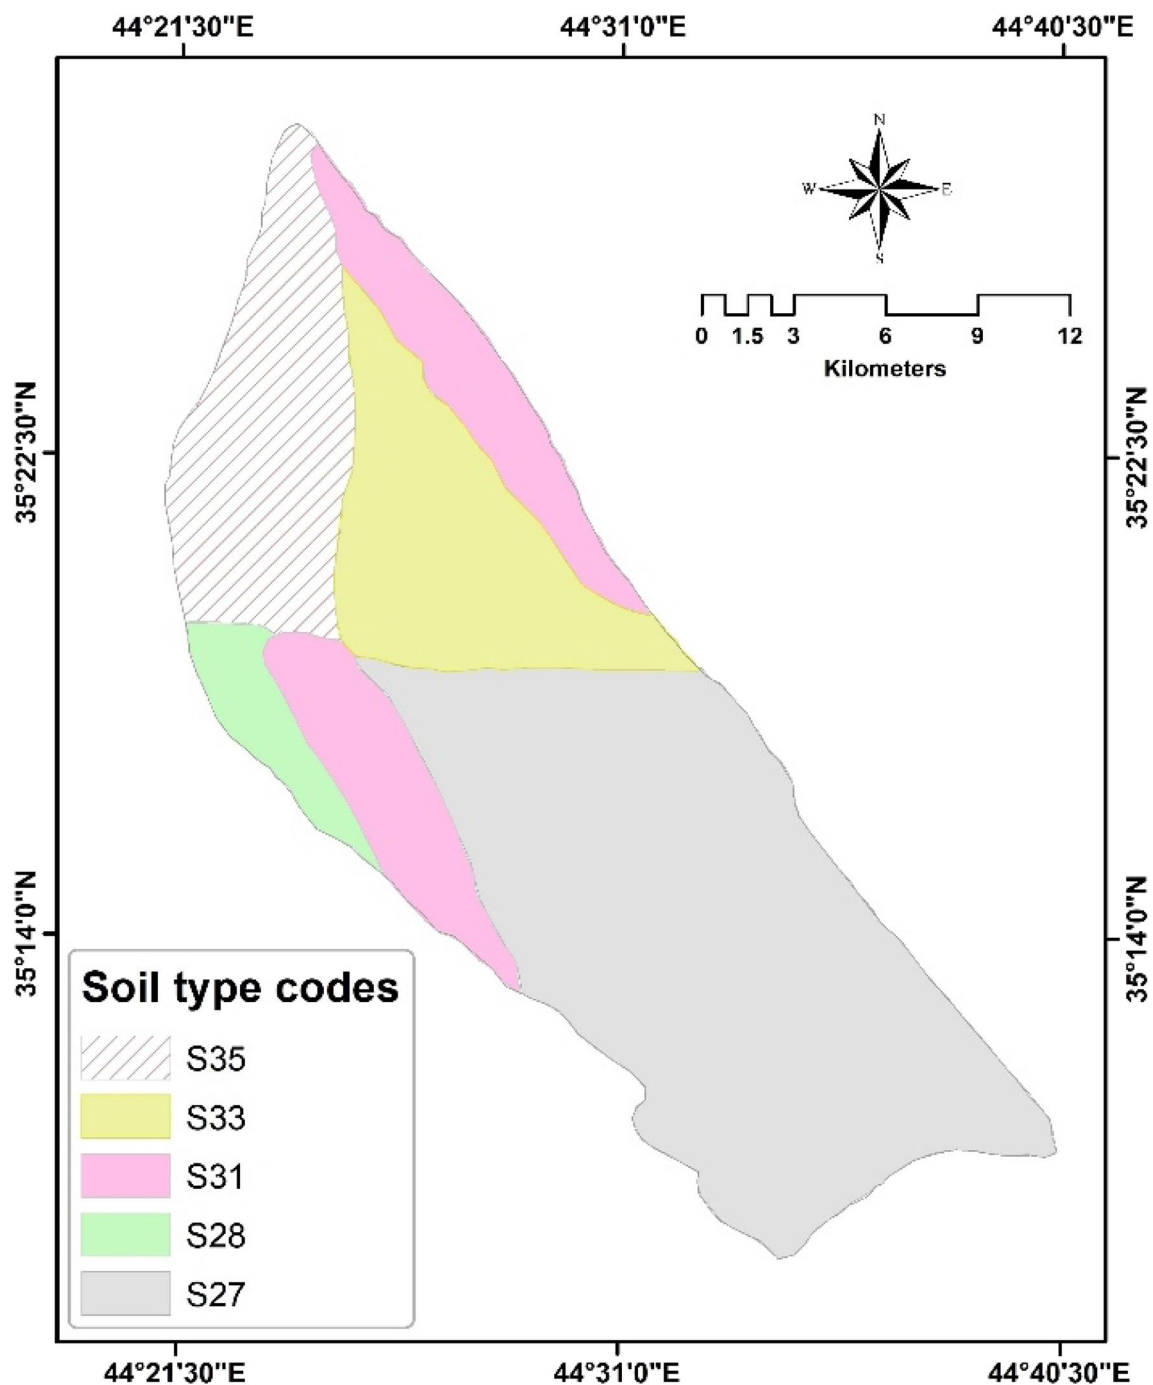 44°21'30"E 44°31'0"E 44°40'30"E
N
W E
S
0 1.5 3 6 9 12
Kilometers
35°22'30"N 35°22'30"N
35°14'0"N 35°14'0"N
Soil type codes
S35
S33
S31
S28
S27
44°21'30"E 44°31'0"E 44°40'30"E